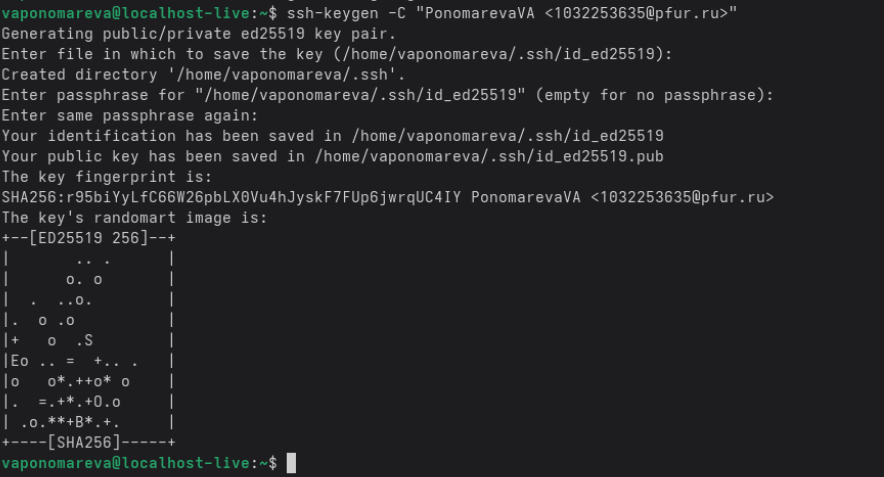 vaponomareva@localhost-live:~$ ssh-keygen -C "PonomarevaVA <1032253635@pfur.ru>"
Generating public/private ed25519 key pair.
Enter file in which to save the key (/home/vaponomareva/.ssh/id_ed25519):
Created directory '/home/vaponomareva/.ssh'.
Enter passphrase for "/home/vaponomareva/.ssh/id_ed25519" (empty for no passphrase):
Enter same passphrase again:
Your identification has been saved in /home/vaponomareva/.ssh/id_ed25519
Your public key has been saved in /home/vaponomareva/.ssh/id_ed25519.pub
The key fingerprint is:
SHA256:r95biYyLfC66W26pbLX0Vu4hJyskF7FUp6jwrqUC4IY PonomarevaVA <1032253635@pfur.ru>
The key's randomart image is:
+--[ED25519 256]--+
|       .. .      |
|      o. o       |
|  .  ..o.        |
|.  o .o          |
|+   o  .S        |
|Eo .. =  +.. .   |
|o   o*.++o* o    |
|.  =.+*.+O.o     |
| .o.**+B*.+.     |
+----[SHA256]-----+
vaponomareva@localhost-live:~$